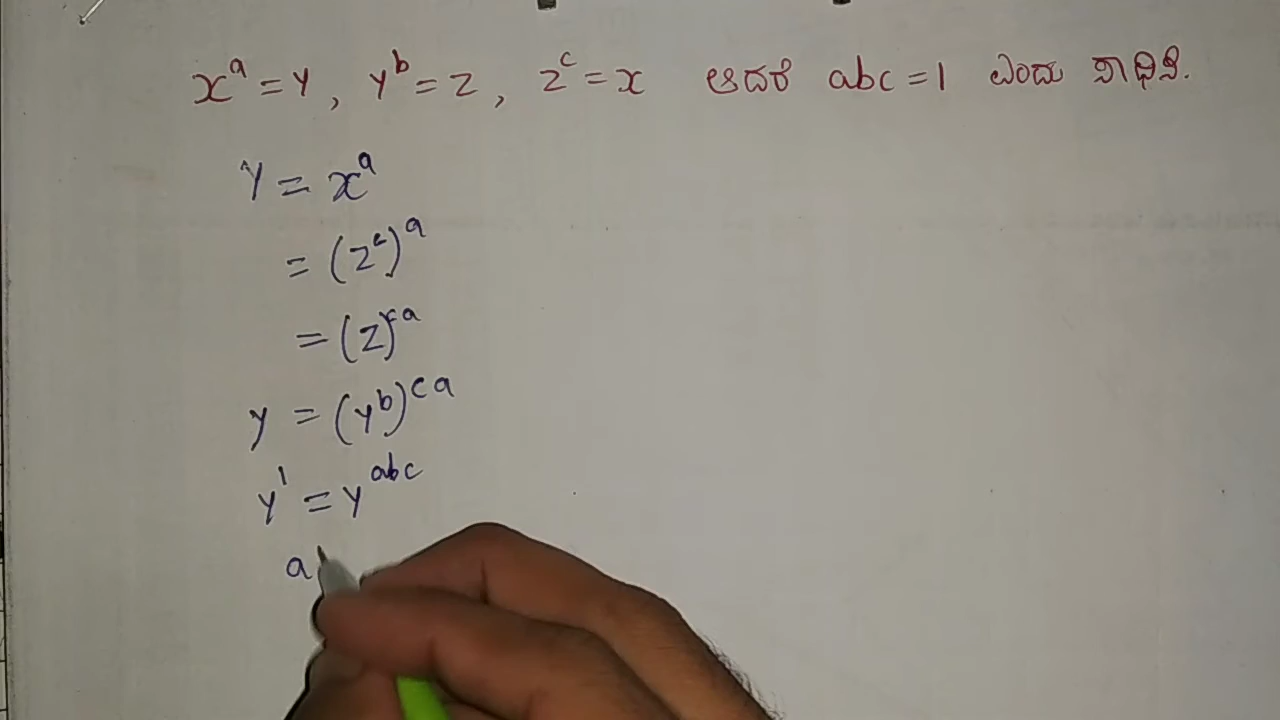 x^a = y, y^b = z, z^c = x ಆದರೆ abc = 1 ಎಂದು ಸಾಧಿಸಿ.
y = x^a
= (z^c)^a
= (z)^ca
y = (y^b)^ca
y^1 = y^abc
a